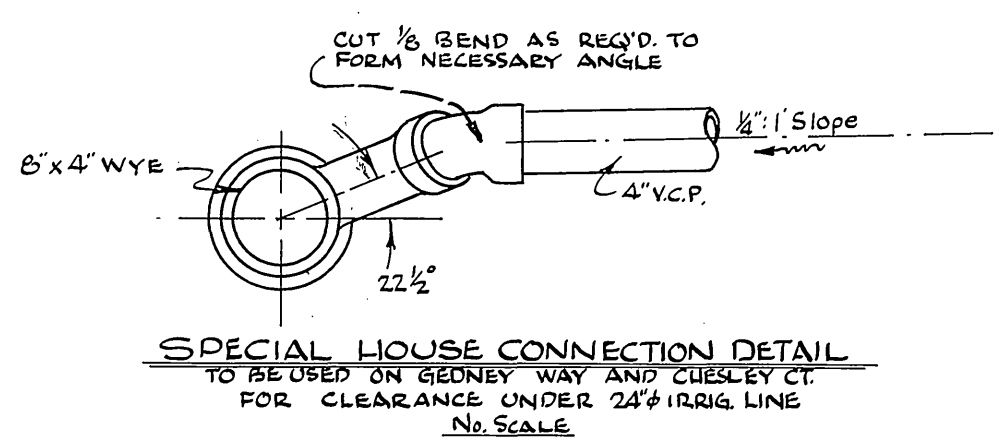 CUT 1/8 BEND AS REQ'D. TO
FORM NECESSARY ANGLE
1/4":1' Slope
8"x4" WYE
4" V.C.P.
22 1/2°
SPECIAL HOUSE CONNECTION DETAIL
TO BE USED ON GEDNEY WAY AND CHESLEY CT.
FOR CLEARANCE UNDER 24"ϕ IRRIG. LINE
No. SCALE